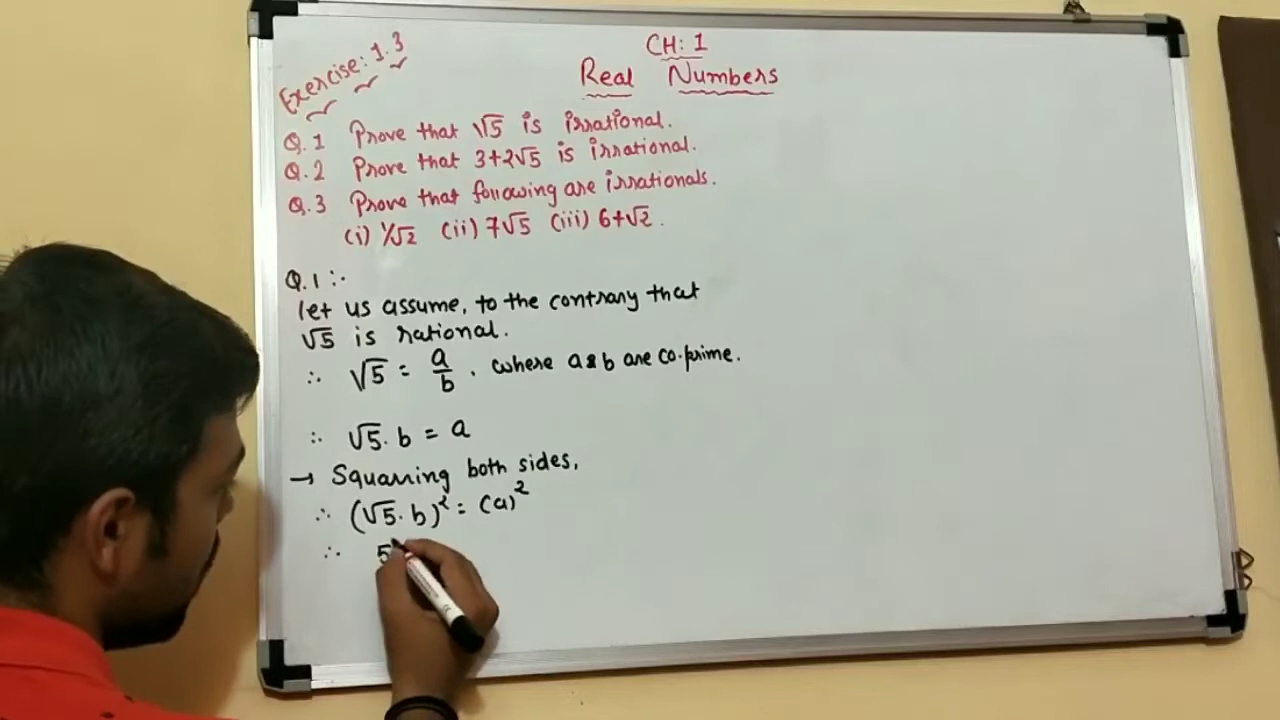 CH: 1
Real Numbers
Exercise: 1.3
Q.1 Prove that √5 is irrational.
Q.2 Prove that 3+2√5 is irrational.
Q.3 Prove that following are irrationals.
(i) 1/√2 (ii) 7√5 (iii) 6+√2.
Q.1 :-
let us assume, to the contrary that
√5 is rational.
∴ √5 = a/b, where a & b are co-prime.
∴ √5. b = a
→ Squarring both sides,
∴ (√5. b)² = (a)²
∴ 5